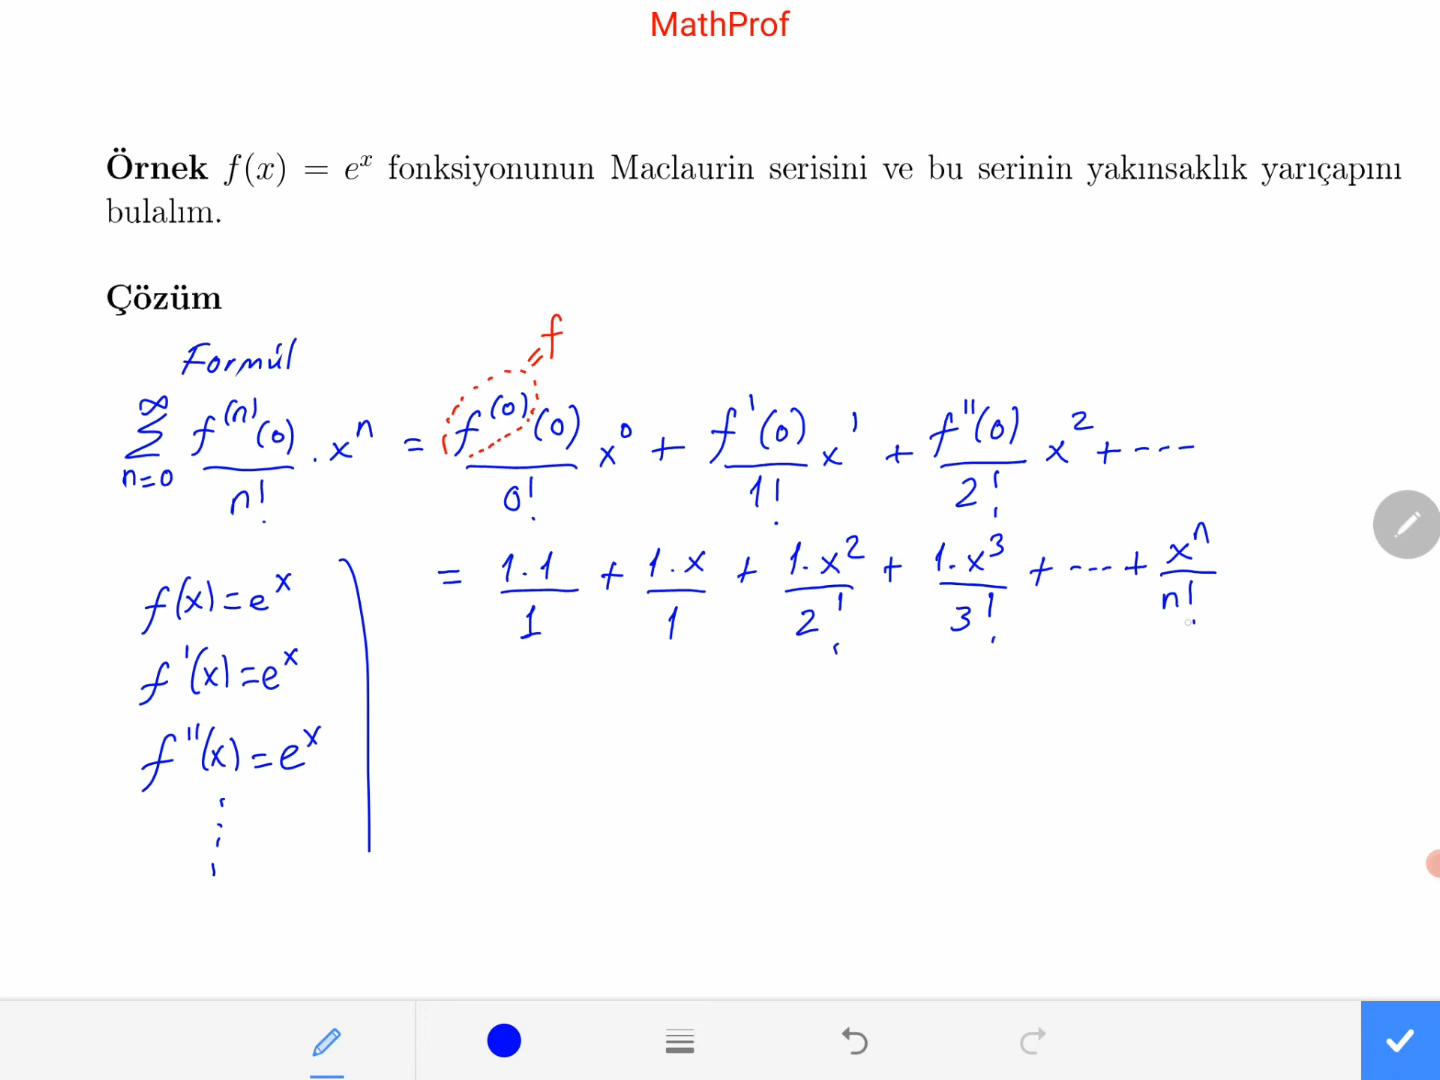 MathProf
Örnek f(x) = e^x fonksiyonunun Maclaurin serisini ve bu serinin yakınsaklık yarıçapını
bulalım.
Çözüm
Formül
= f
∑_{n=0}^{∞} f^{(n)}(0)/n! . x^n = f^{(0)}(0)/0! x^0 + f'(0)/1! x^1 + f''(0)/2! x^2 + ----
= 1.1/1 + 1.x/1 + 1.x^2/2! + 1.x^3/3! + ---- + x^n/n!
f(x) = e^x
f'(x) = e^x
f''(x) = e^x
⋮